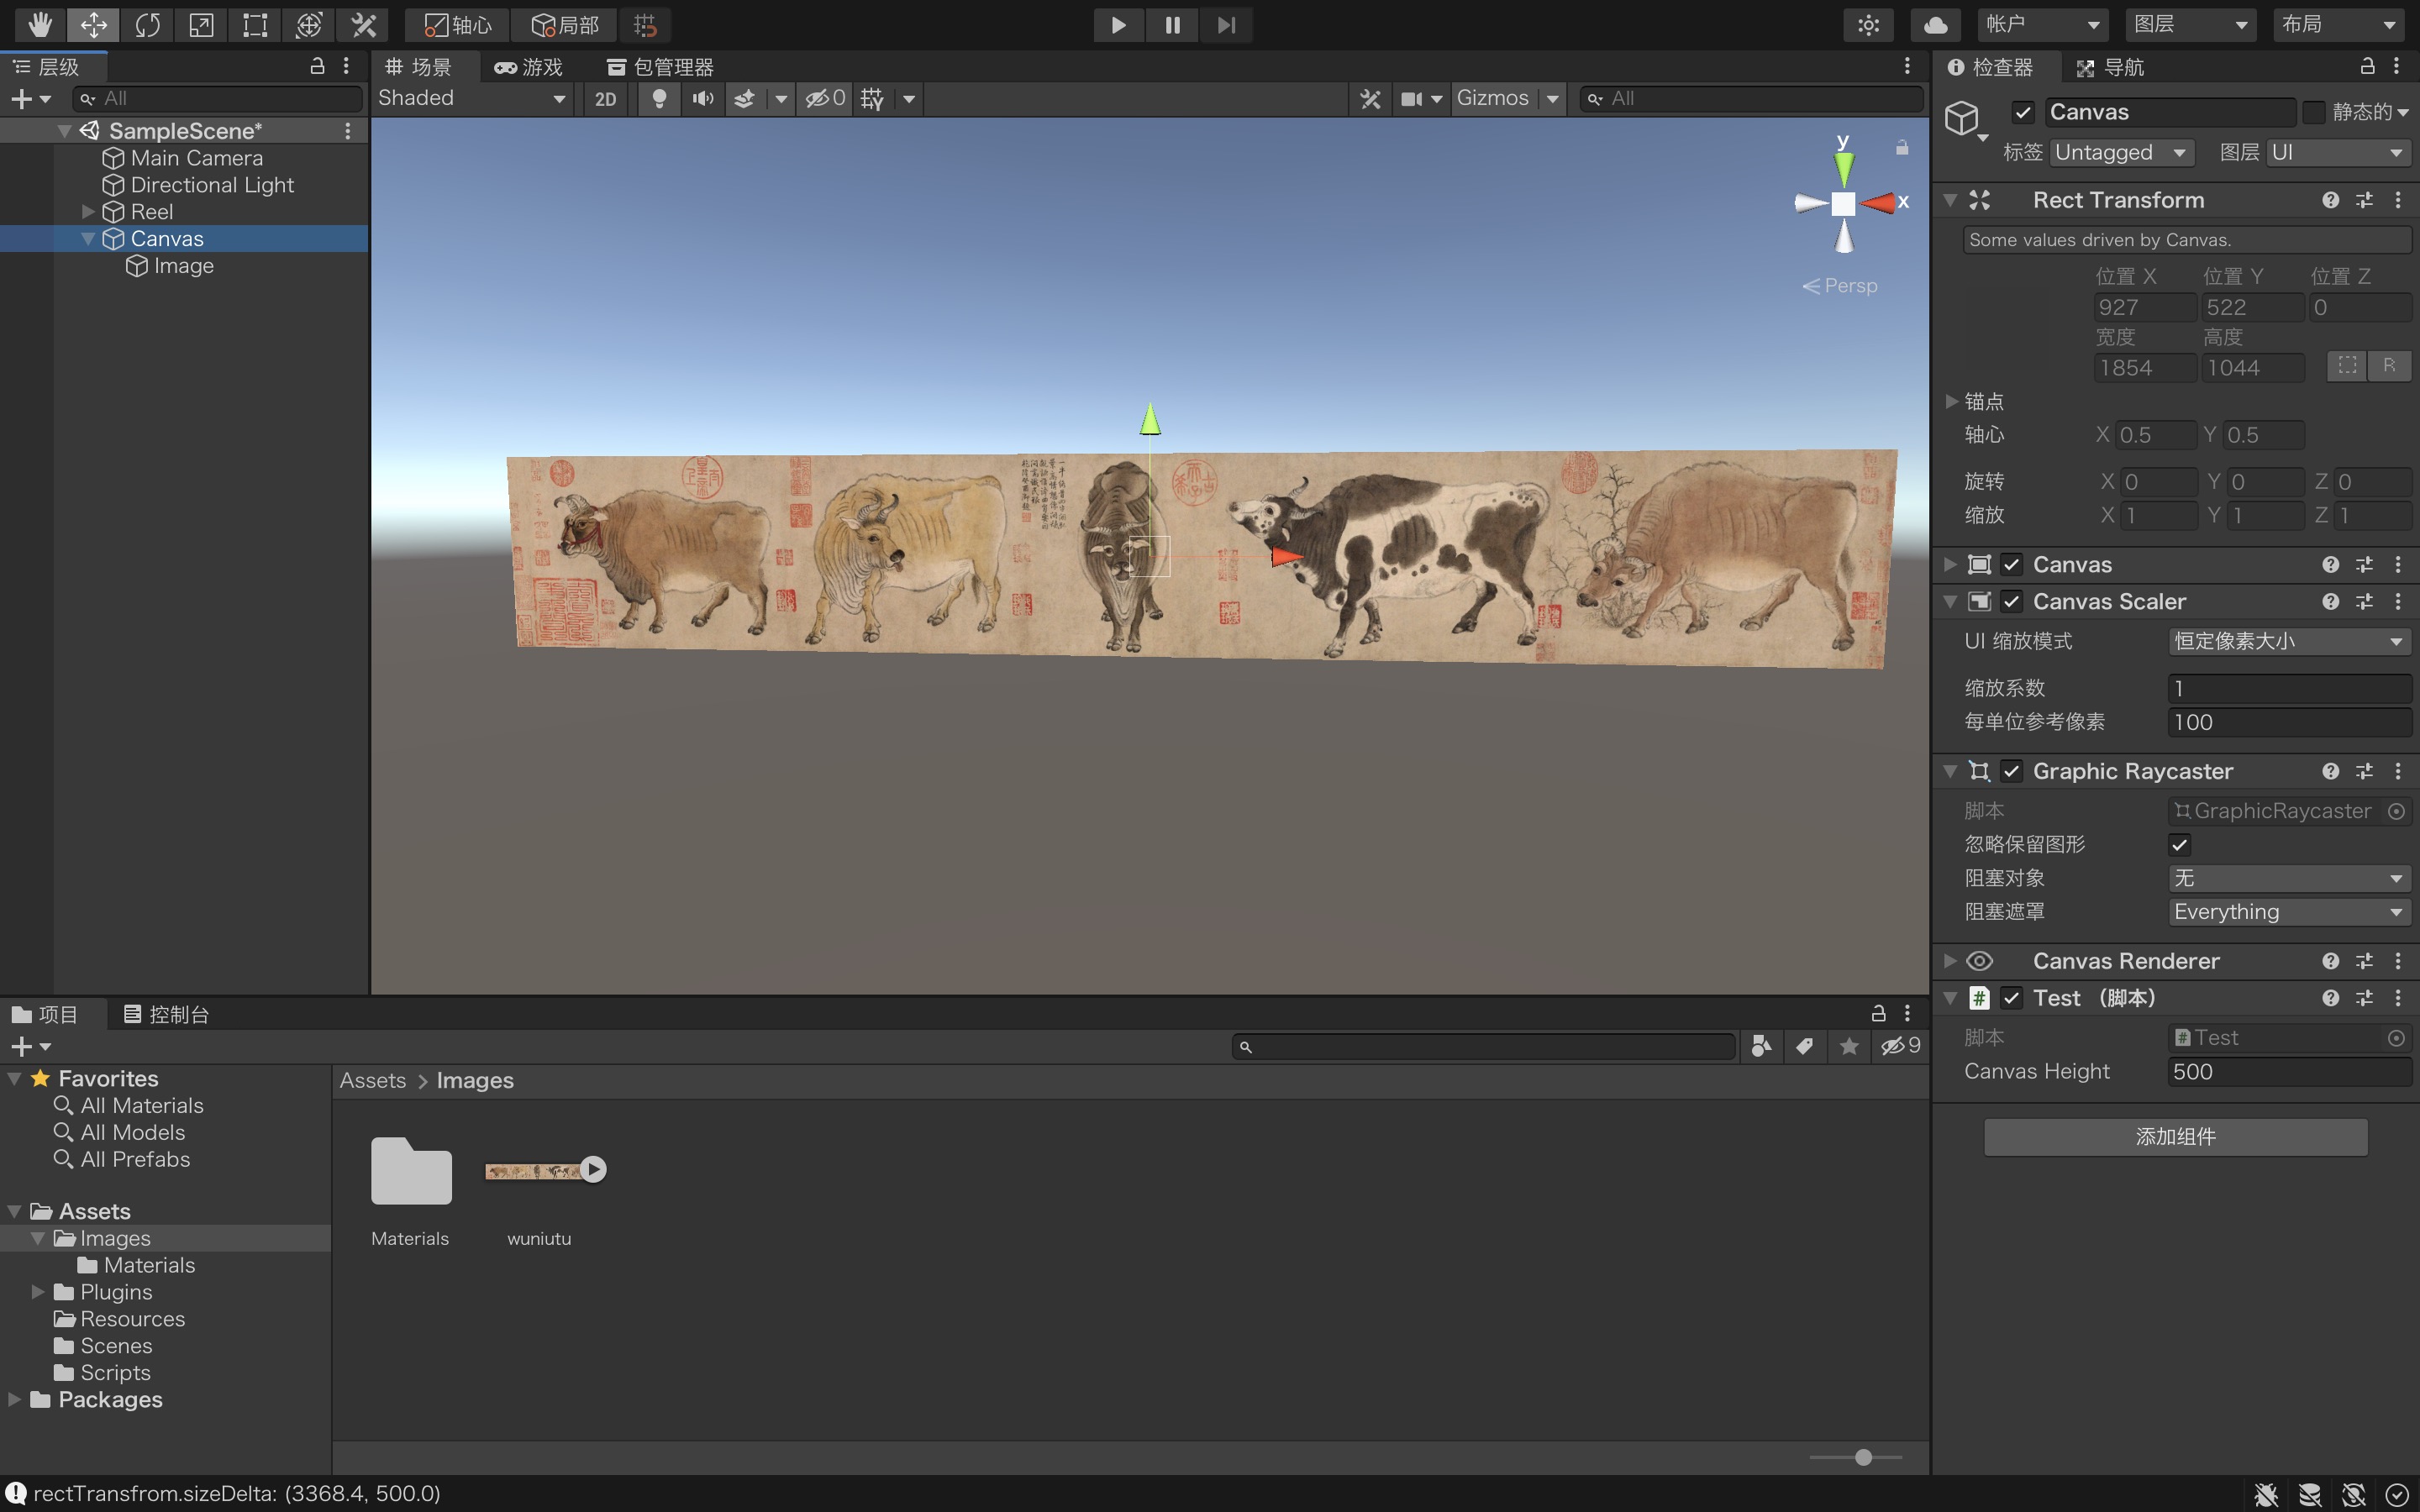 轴心
局部
帐户
图层
布局
层级
All
SampleScene*
Main Camera
Directional Light
Reel
Canvas
Image
场景
游戏
包管理器
Shaded
2D
0
Gizmos
All
y
x
Persp
检查器
导航
Canvas
静态的
标签 Untagged 图层 UI
Rect Transform
Some values driven by Canvas.
位置 X 位置 Y 位置 Z
927 522 0
宽度 高度
1854 1044 R
锚点
轴心 X 0.5 Y 0.5
旋转 X 0 Y 0 Z 0
缩放 X 1 Y 1 Z 1
Canvas
Canvas Scaler
UI 缩放模式 恒定像素大小
缩放系数 1
每单位参考像素 100
Graphic Raycaster
脚本 GraphicRaycaster
忽略保留图形
阻塞对象 无
阻塞遮罩 Everything
Canvas Renderer
# Test （脚本）
脚本 # Test
Canvas Height 500
添加组件
项目
控制台
9
Favorites
All Materials
All Models
All Prefabs
Assets
Images
Materials
Plugins
Resources
Scenes
Scripts
Packages
Assets > Images
Materials
wuniutu
rectTransfrom.sizeDelta: (3368.4, 500.0)